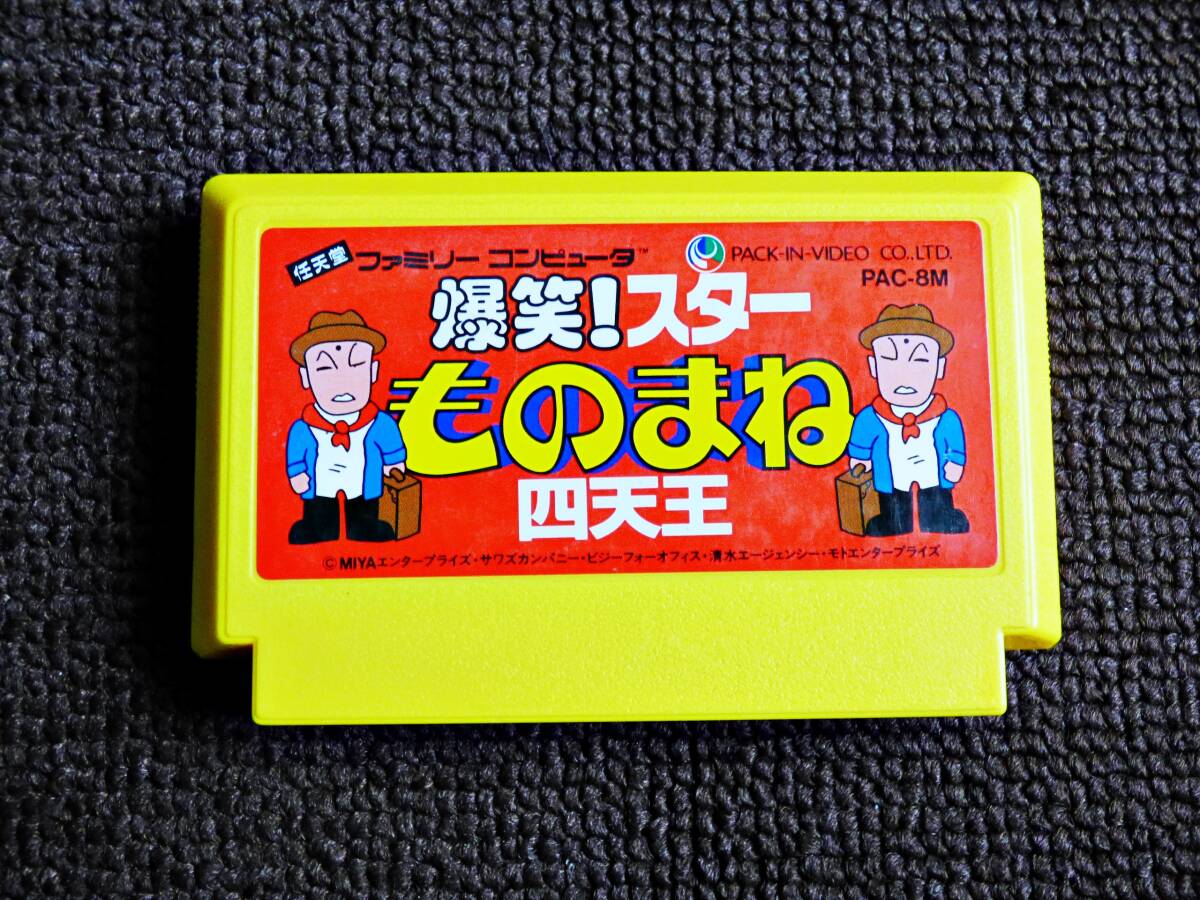 任天堂 ファミリー コンピュータ™ PACK-IN-VIDEO CO.,LTD.
PAC-8M
爆笑!スター
ものまね
四天王
©MIYAエンタープライズ・サワズカンパニー・ビジーフォーオフィス・清水エージェンシー・モトエンタープライズ